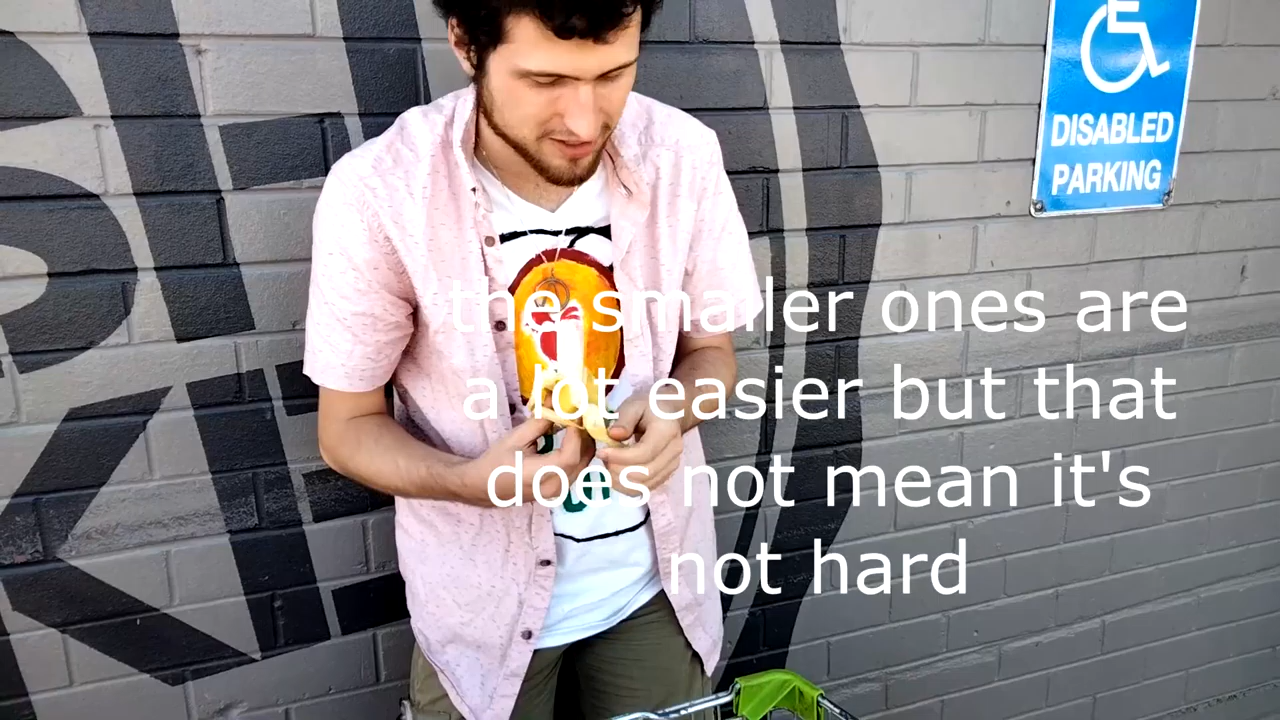 DISABLED
PARKING
the smaller ones are
a lot easier but that
does not mean it's
not hard